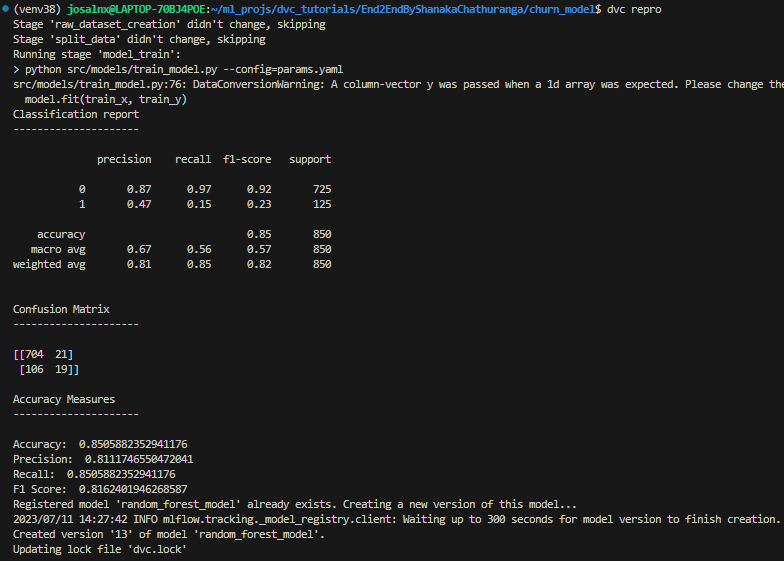 (venv38) josalnx@LAPTOP-70BJ4POE:~/ml_projs/dvc_tutorials/End2EndByShanakaChathuranga/churn_model$ dvc repro
Stage 'raw_dataset_creation' didn't change, skipping
Stage 'split_data' didn't change, skipping
Running stage 'model_train':
> python src/models/train_model.py --config=params.yaml
src/models/train_model.py:76: DataConversionWarning: A column-vector y was passed when a 1d array was expected. Please change the
  model.fit(train_x, train_y)
Classification report
---------------------
precision recall f1-score support
0 0.87 0.97 0.92 725
1 0.47 0.15 0.23 125
accuracy 0.85 850
macro avg 0.67 0.56 0.57 850
weighted avg 0.81 0.85 0.82 850
Confusion Matrix
---------------------
[[704 21]
[106 19]]
Accuracy Measures
---------------------
Accuracy: 0.8505882352941176
Precision: 0.8111746550472041
Recall: 0.8505882352941176
F1 Score: 0.8162401946268587
Registered model 'random_forest_model' already exists. Creating a new version of this model...
2023/07/11 14:27:42 INFO mlflow.tracking._model_registry.client: Waiting up to 300 seconds for model version to finish creation.
Created version '13' of model 'random_forest_model'.
Updating lock file 'dvc.lock'